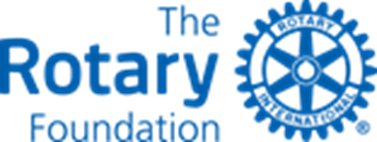 The
Rotary
Foundation
ROTARY
INTERNATIONAL
®